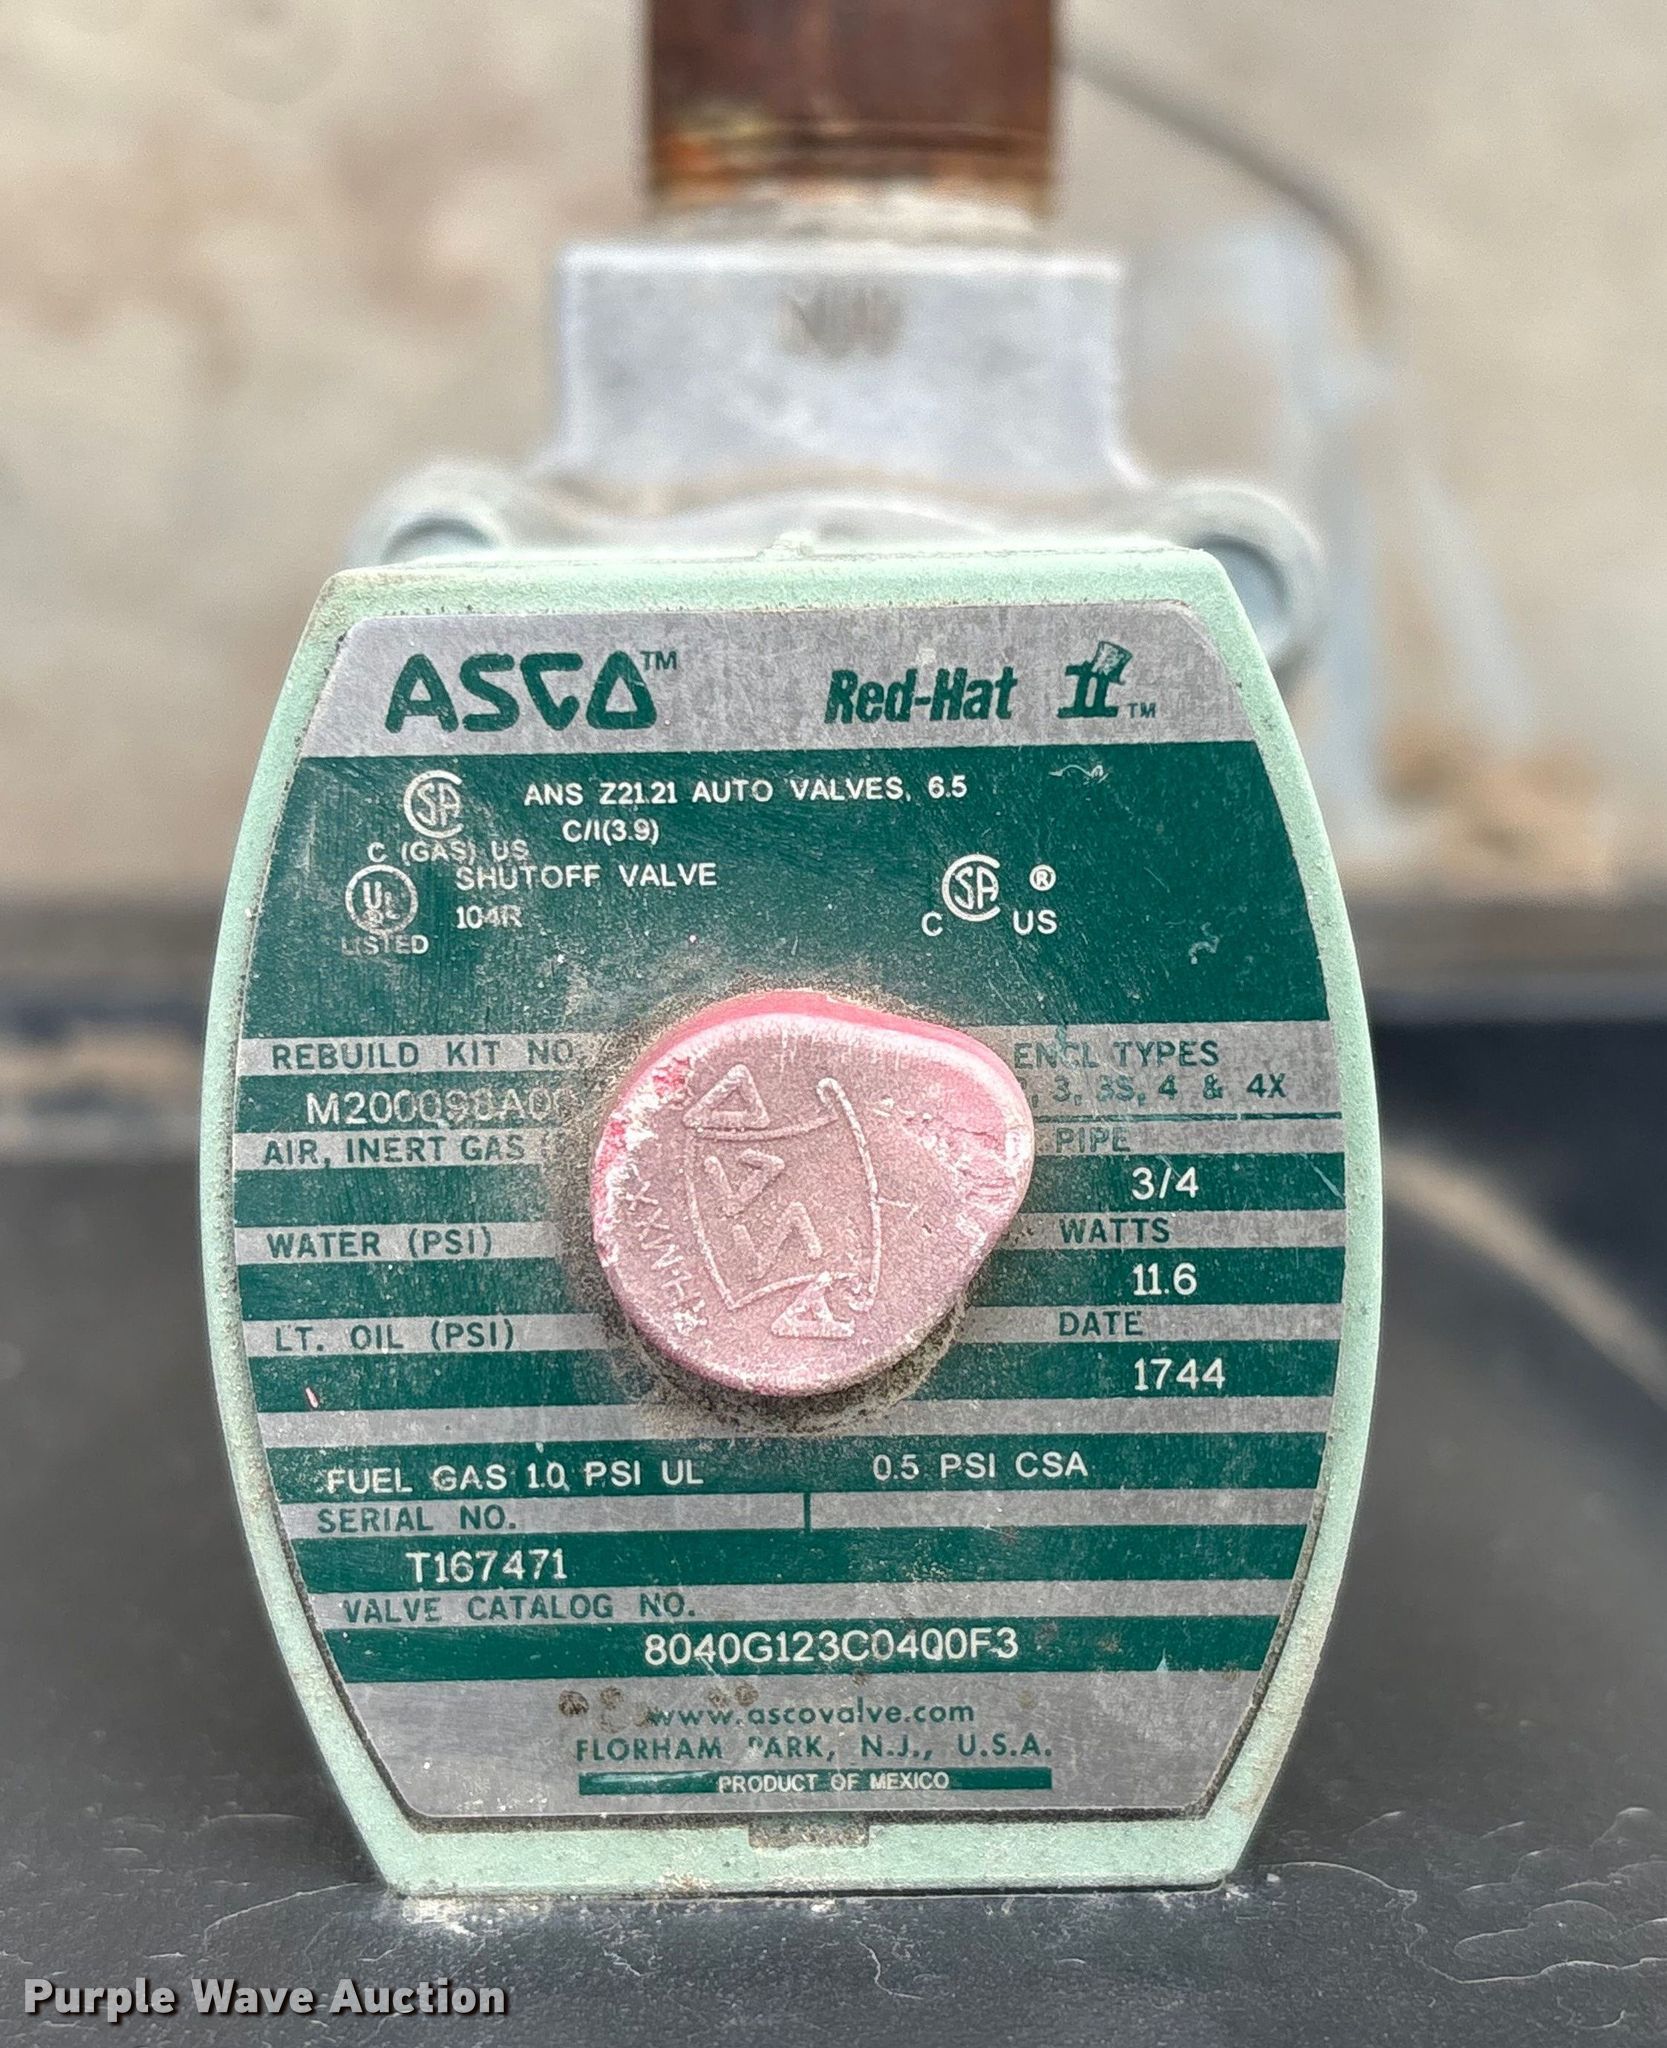 ASCO™ Red-Hat II™
ANS Z21.21 AUTO VALVES, 6.5
C/I(3.9)
C (GAS) US
SHUTOFF VALVE
UL 104R
LISTED
C SA ® US
REBUILD KIT NO. ENCL TYPES
3, 3S, 4 & 4X
AIR, INERT GAS PIPE
3/4
WATER (PSI) WATTS
11.6
LT. OIL (PSI) DATE
1744
FUEL GAS 1.0 PSI UL 0.5 PSI CSA
SERIAL NO.
T167471
VALVE CATALOG NO.
8040G123C0400F3
www.ascovalve.com
FLORHAM PARK, N.J., U.S.A.
PRODUCT OF MEXICO
Purple Wave Auction